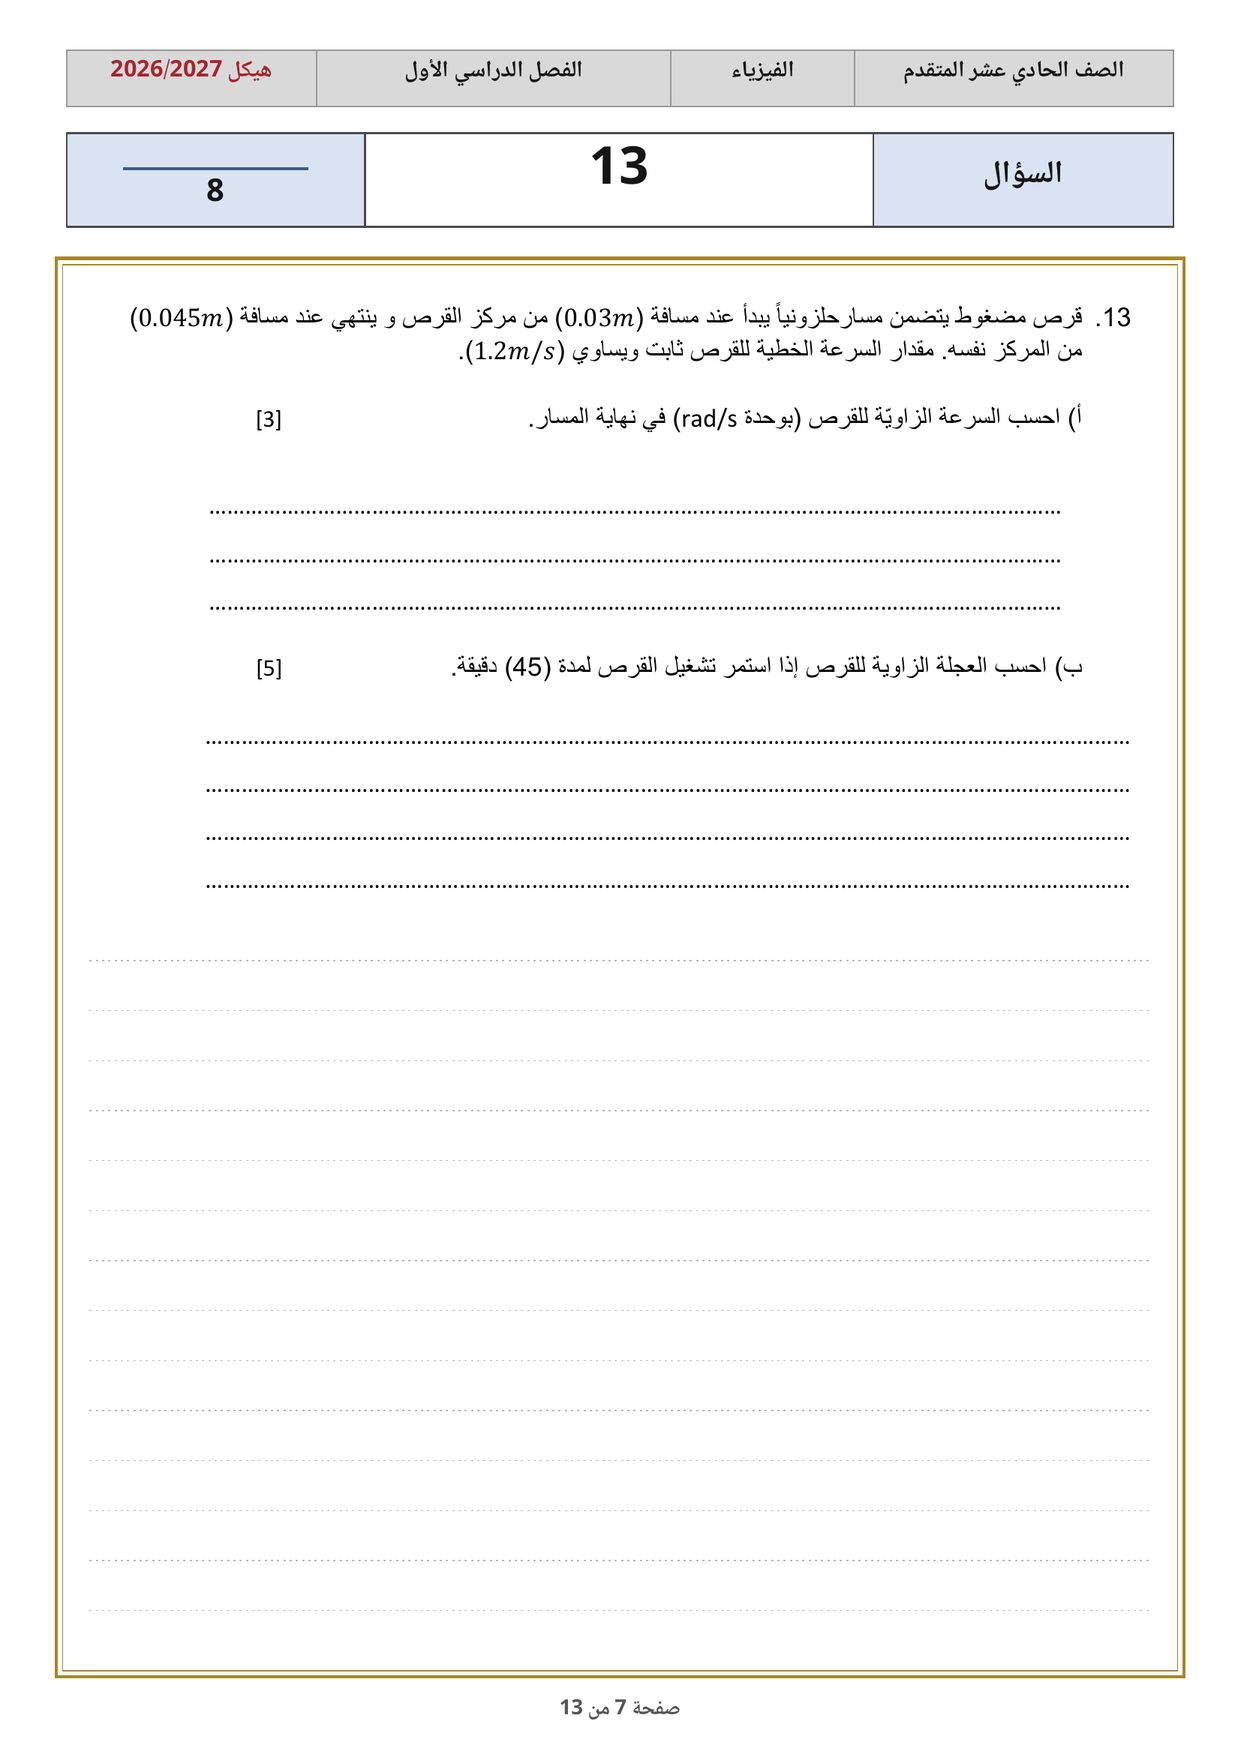 الصف الحادي عشر المتقدم
الفيزياء
الفصل الدراسي الأول
هيكل 2026/2027
السؤال
13
8
13. قرص مضغوط يتضمن مسارحلزونياً يبدأ عند مسافة (0.03m) من مركز القرص و ينتهي عند مسافة (0.045m)
من المركز نفسه. مقدار السرعة الخطية للقرص ثابت ويساوي (1.2m/s).
أ) احسب السرعة الزاويّة للقرص (بوحدة rad/s) في نهاية المسار. [3]
ب) احسب العجلة الزاوية للقرص إذا استمر تشغيل القرص لمدة (45) دقيقة. [5]
صفحة 7 من 13